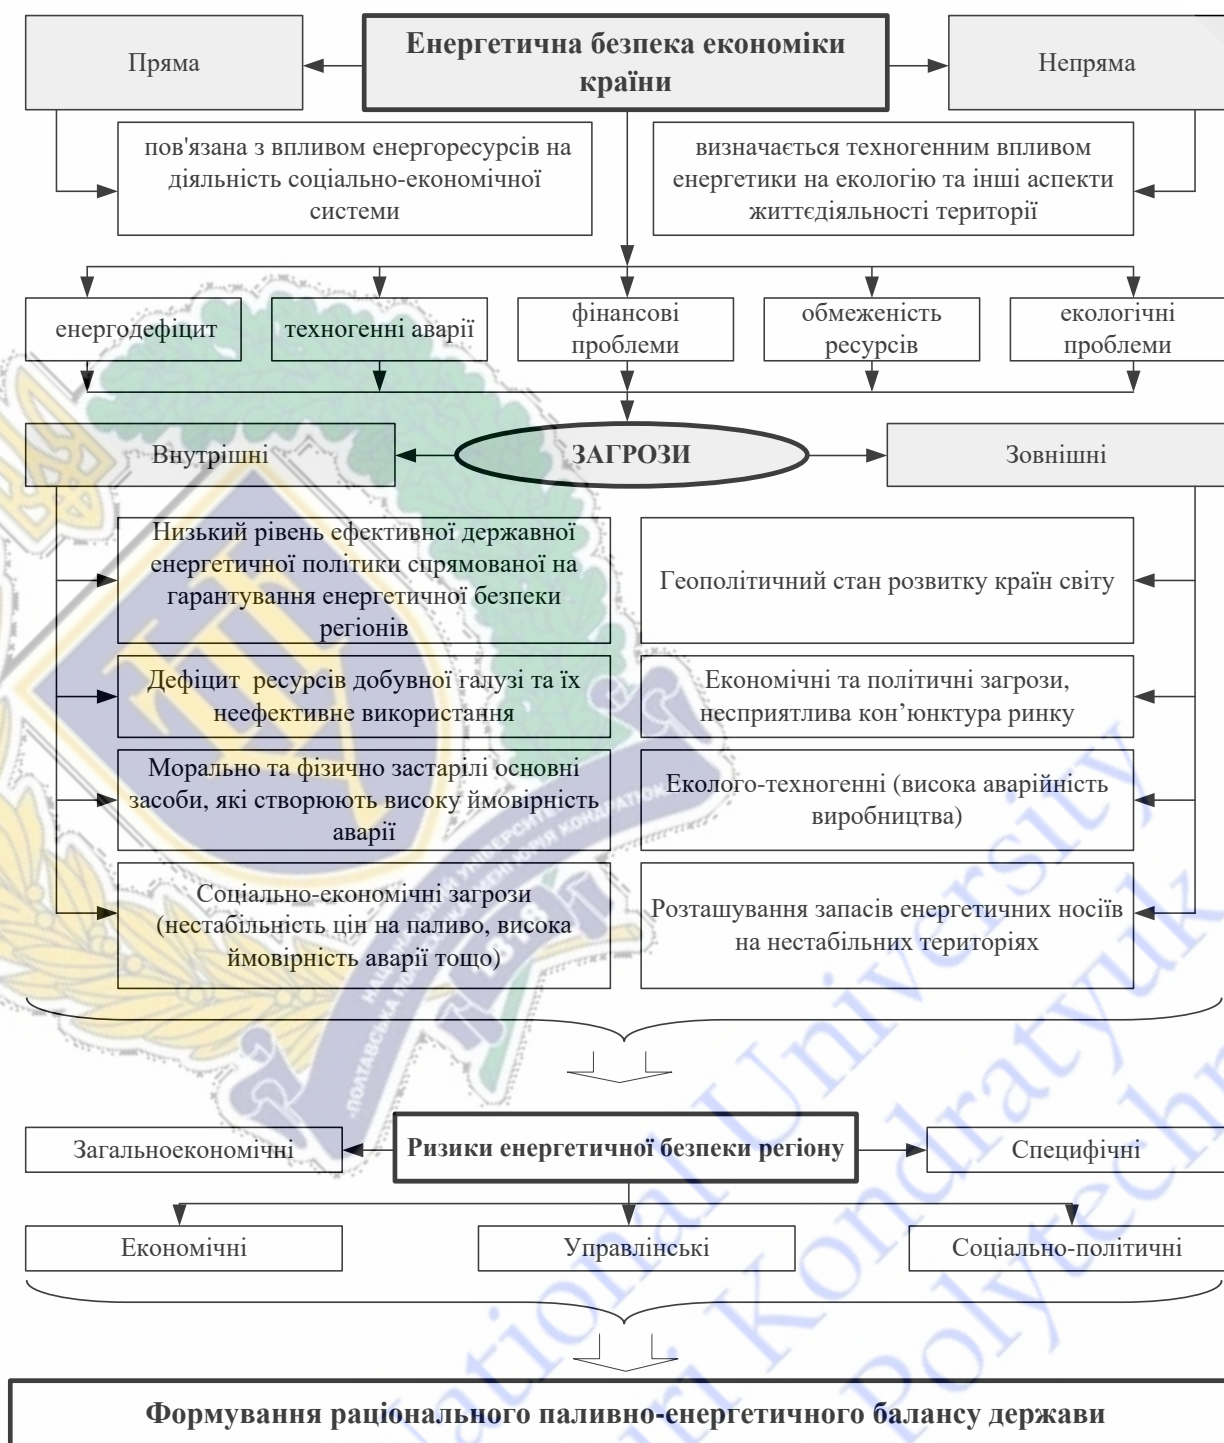 Енергетична безпека економіки
країни
Пряма
Непряма
пов'язана з впливом енергоресурсів на
діяльність соціально-економічної
системи
визначається техногенним впливом
енергетики на екологію та інші аспекти
життєдіяльності території
енергодефіцит
техногенні аварії
фінансові
проблеми
обмеженість
ресурсів
екологічні
проблеми
Внутрішні
ЗАГРОЗИ
Зовнішні
Низький рівень ефективної державної
енергетичної політики спрямованої на
гарантування енергетичної безпеки
регіонів
Геополітичний стан розвитку країн світу
Дефіцит ресурсів добувної галузі та їх
неефективне використання
Економічні та політичні загрози,
несприятлива кон’юнктура ринку
Морально та фізично застарілі основні
засоби, які створюють високу ймовірність
аварії
Еколого-техногенні (висока аварійність
виробництва)
Соціально-економічні загрози
(нестабільність цін на паливо, висока
ймовірність аварії тощо)
Розташування запасів енергетичних носіїв
на нестабільних територіях
Загальноекономічні
Ризики енергетичної безпеки регіону
Специфічні
Економічні
Управлінські
Соціально-політичні
Формування раціонального паливно-енергетичного балансу держави
National University
Yuri Kondratyuk